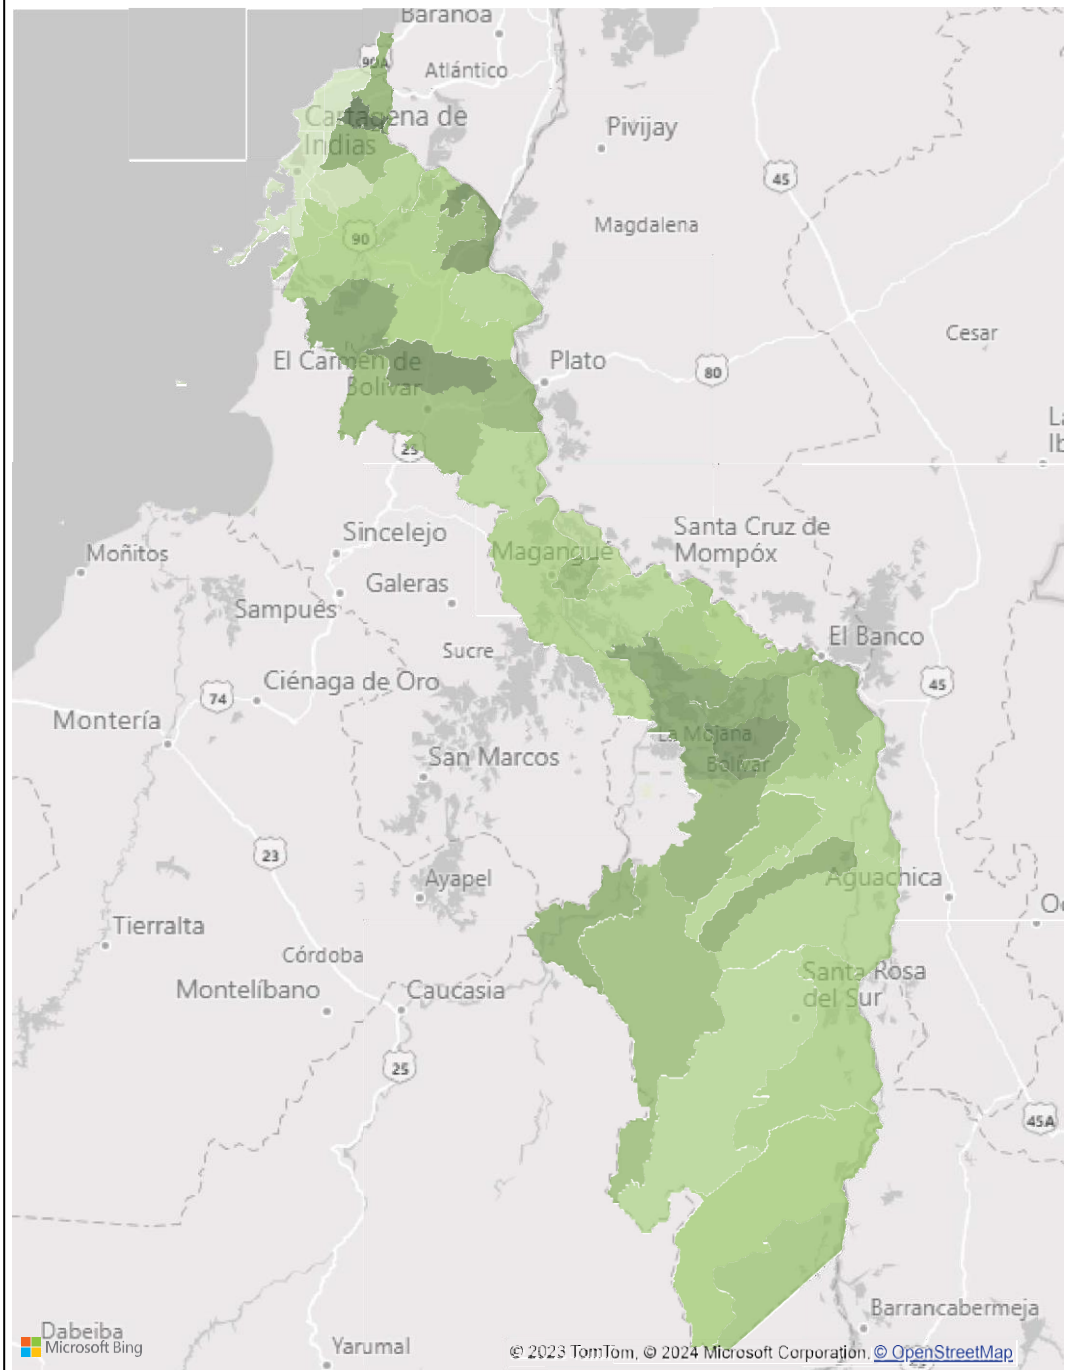 Baranoa
90A
Atlántico
Cartagena de
Indias
Pivijay
45
Magdalena
90
Cesar
El Carmen de
Bolívar
Plato
80
25
Sincelejo
Santa Cruz de
Mompóx
Magangué
Moñitos
Galeras
Sampués
Sucre
El Banco
Ciénaga de Oro
74
45
Montería
La Mojana
San Marcos
Bolívar
23
Ayapel
Aguachica
Tierralta
Córdoba
Santa Rosa
del Sur
Montelíbano
Caucasia
25
45A
Barrancabermeja
Dabeiba
Microsoft Bing
Yarumal
© 2023 TomTom, © 2024 Microsoft Corporation, © OpenStreetMap